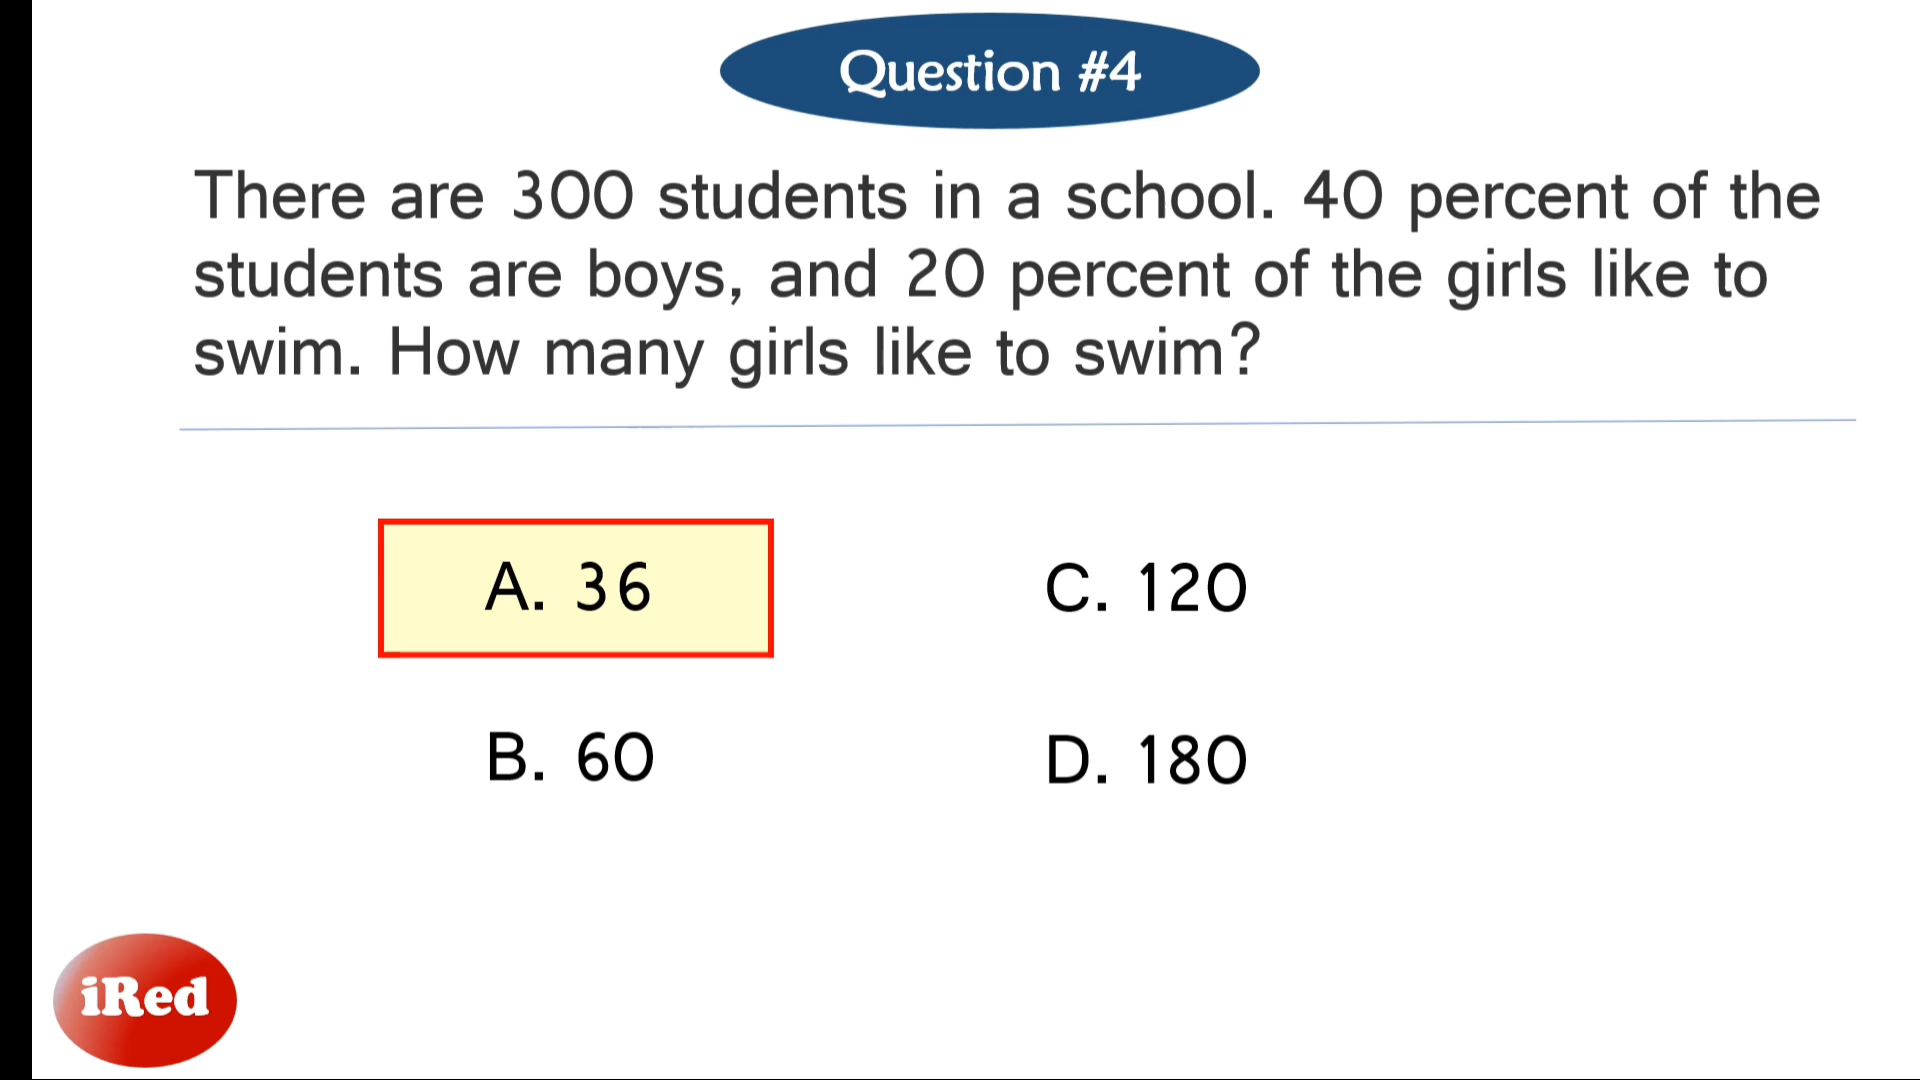 Question #4
There are 300 students in a school. 40 percent of the
students are boys, and 20 percent of the girls like to
swim. How many girls like to swim?
A. 36
B. 60
C. 120
D. 180
iRed